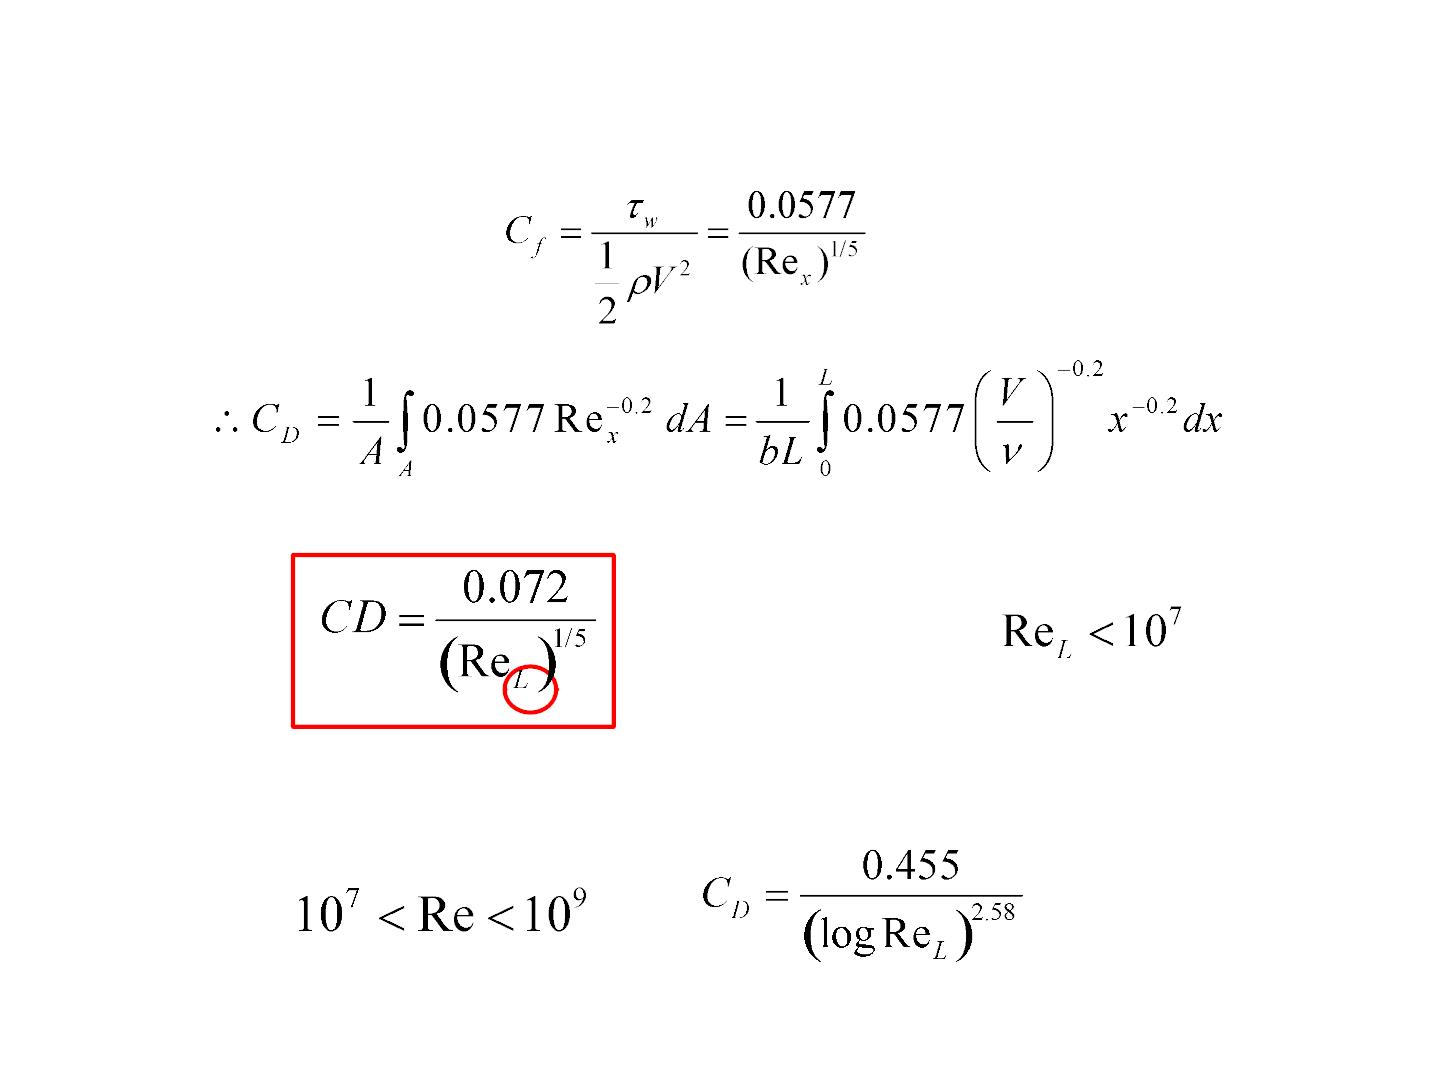 C_f = τ_w / (1/2 ρV^2) = 0.0577 / (Re_x)^{1/5}
∴ C_D = 1/A ∫_A 0.0577 Re_x^{-0.2} dA = 1/bL ∫_0^L 0.0577 (V/ν)^{-0.2} x^{-0.2} dx
CD = 0.072 / (Re_L)^{1/5}
Re_L < 10^7
10^7 < Re < 10^9
C_D = 0.455 / (log Re_L)^{2.58}